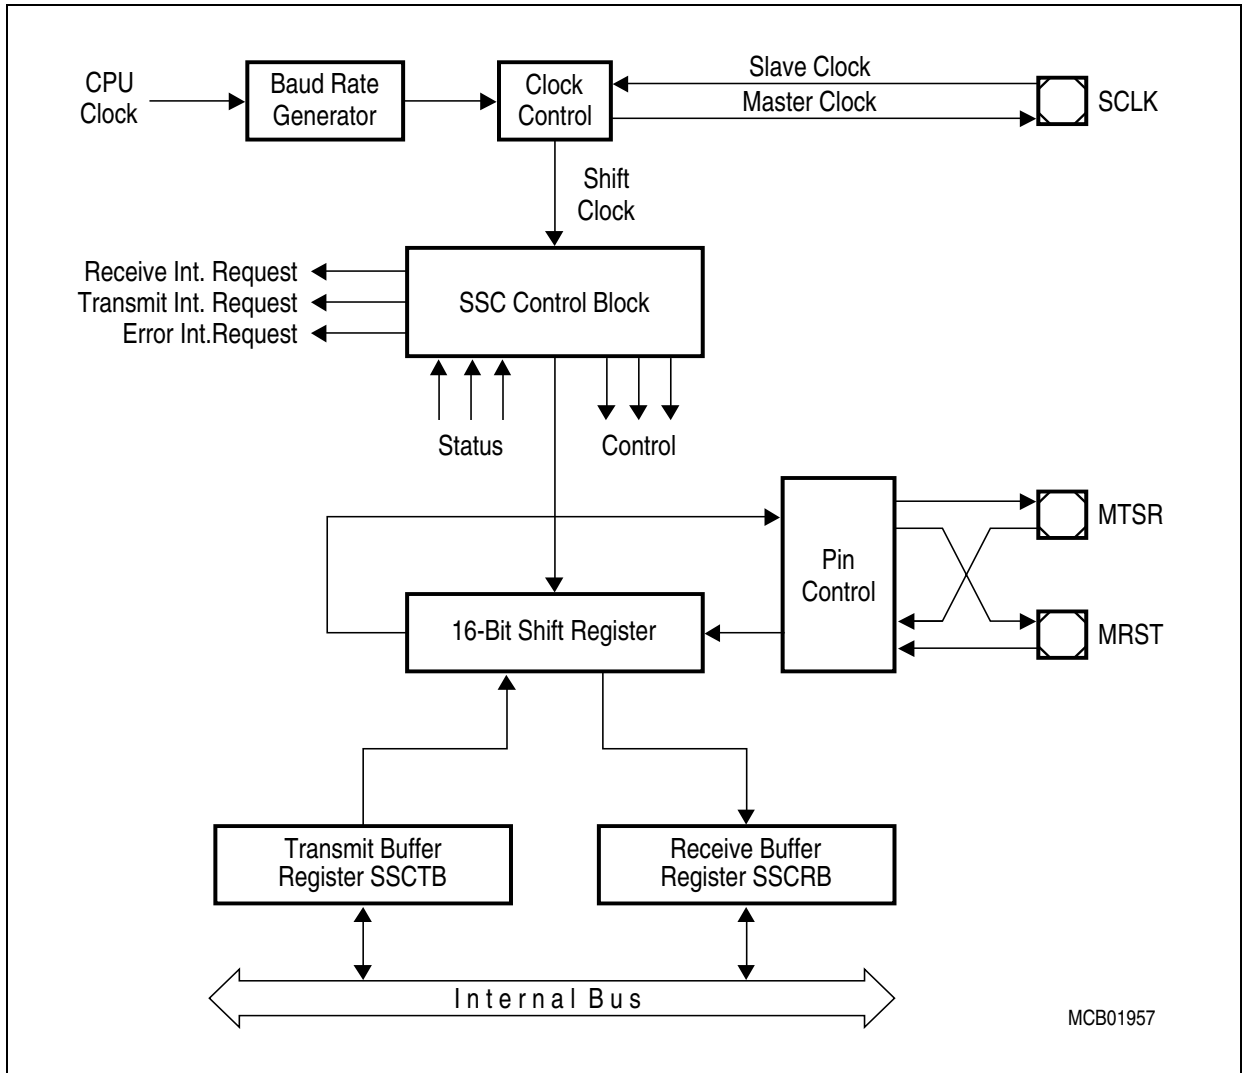 CPU
Clock
Baud Rate
Generator
Clock
Control
Slave Clock
Master Clock
SCLK
Shift
Clock
Receive Int. Request
Transmit Int. Request
Error Int.Request
SSC Control Block
Status
Control
MTSR
Pin
Control
MRST
16-Bit Shift Register
Transmit Buffer
Register SSCTB
Receive Buffer
Register SSCRB
Internal Bus
MCB01957